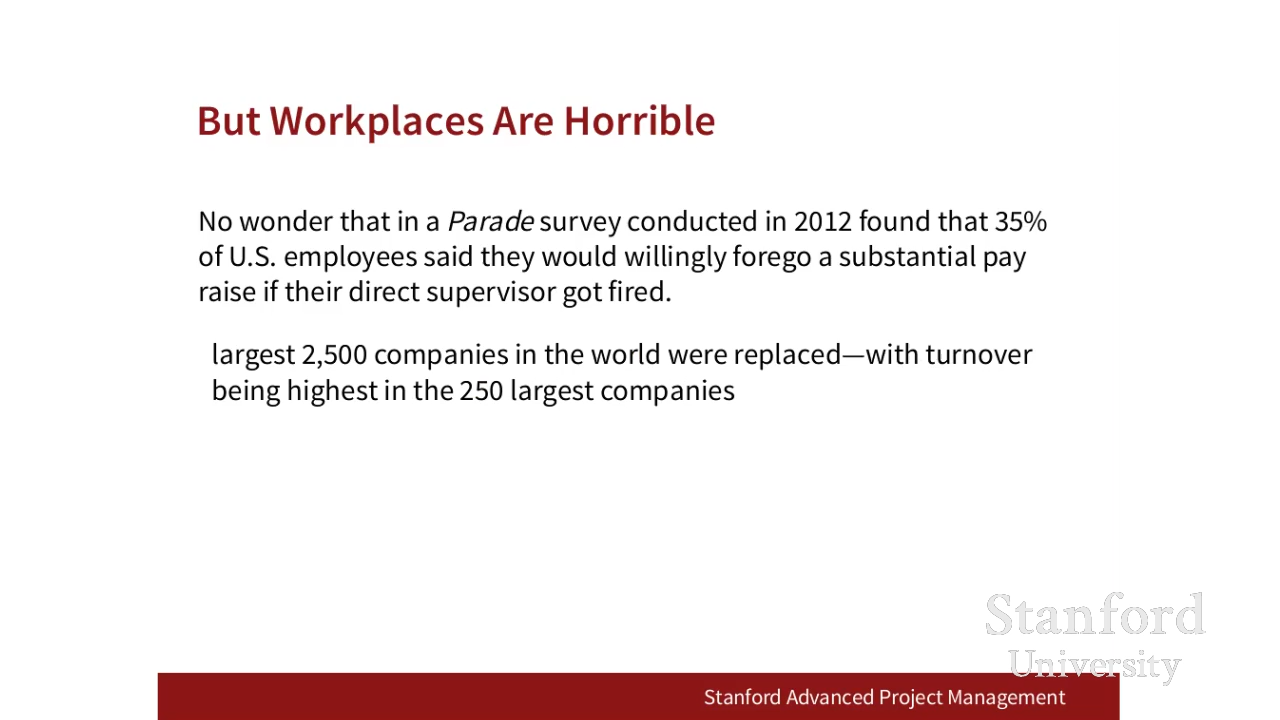 But Workplaces Are Horrible
No wonder that in a Parade survey conducted in 2012 found that 35%
of U.S. employees said they would willingly forego a substantial pay
raise if their direct supervisor got fired.
largest 2,500 companies in the world were replaced—with turnover
being highest in the 250 largest companies
Stanford
University
Stanford Advanced Project Management